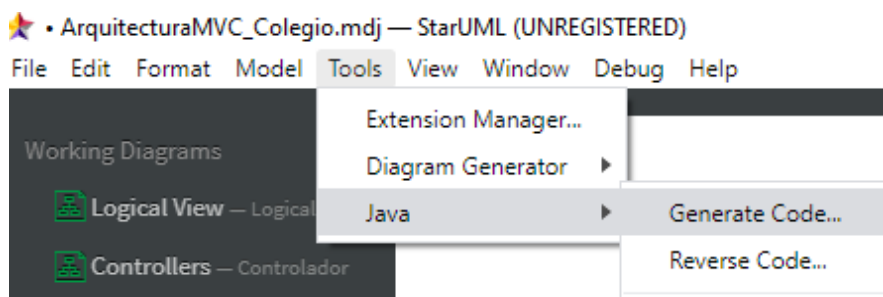 • ArquitecturaMVC_Colegio.mdj — StarUML (UNREGISTERED)
File Edit Format Model Tools View Window Debug Help
Extension Manager...
Working Diagrams
Diagram Generator
Logical View — Logical
Java
Generate Code...
Controllers — Controlador
Reverse Code...